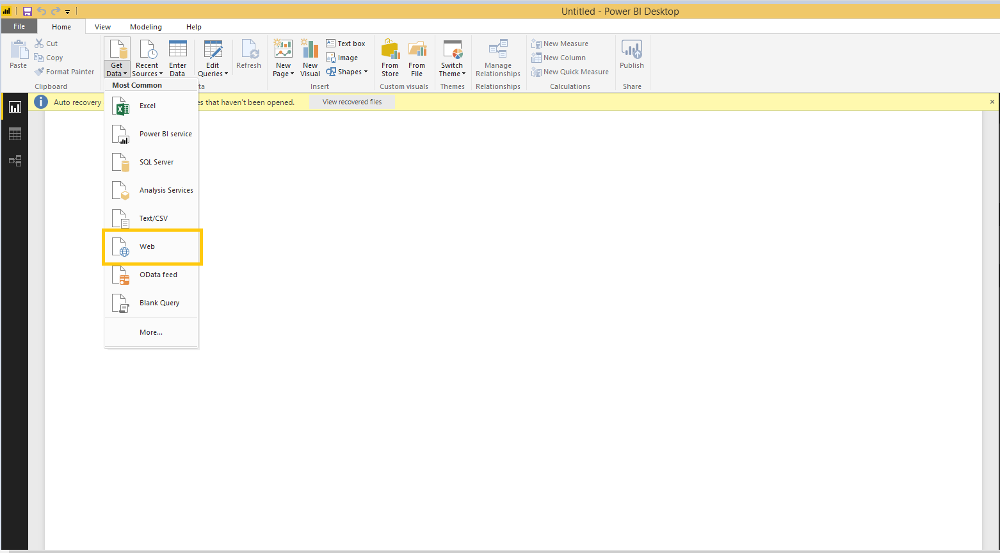 Untitled - Power BI Desktop
File Home View Modeling Help
Paste
Cut
Copy
Format Painter
Clipboard
Get
Data
Recent
Sources
Enter
Data
Edit
Queries
Refresh
ta
New
Page
New
Visual
Text box
Image
Shapes
Insert
From
Store
From
File
Custom visuals
Switch
Theme
Themes
Manage
Relationships
Relationships
New Measure
New Column
New Quick Measure
Calculations
Publish
Share
Auto recovery es that haven't been opened. View recovered files ×
Most Common
Excel
Power BI service
SQL Server
Analysis Services
Text/CSV
Web
OData feed
Blank Query
More...